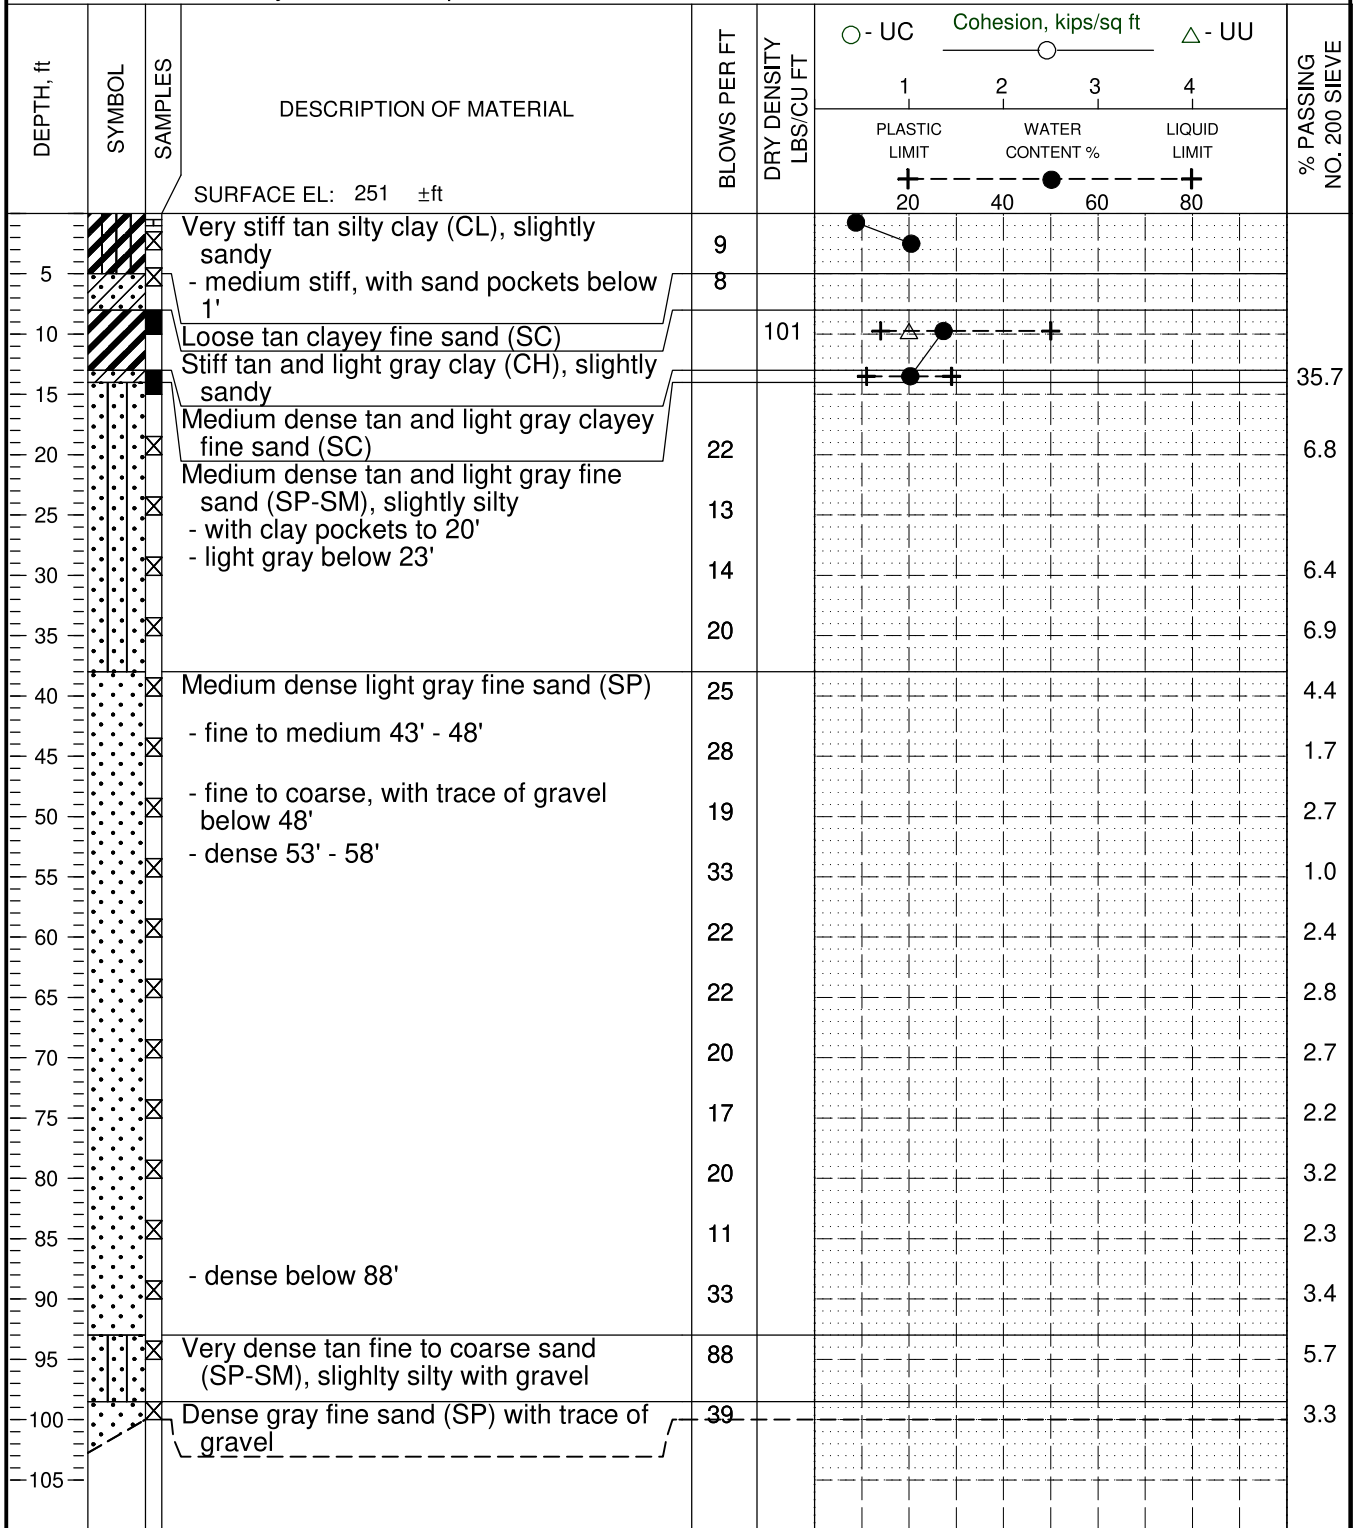 DEPTH, ft
SYMBOL
SAMPLES
DESCRIPTION OF MATERIAL
SURFACE EL: 251 ±ft
BLOWS PER FT
DRY DENSITY
LBS/CU FT
- UC
Cohesion, kips/sq ft
- UU
1 2 3 4
PLASTIC
LIMIT
WATER
CONTENT %
LIQUID
LIMIT
20 40 60 80
% PASSING
NO. 200 SIEVE
Very stiff tan silty clay (CL), slightly
sandy
9
- medium stiff, with sand pockets below
1'
5
8
Loose tan clayey fine sand (SC)
10
101
Stiff tan and light gray clay (CH), slightly
sandy
35.7
15
Medium dense tan and light gray clayey
fine sand (SC)
20
22
6.8
Medium dense tan and light gray fine
sand (SP-SM), slightly silty
25
13
- with clay pockets to 20'
- light gray below 23'
30
14
6.4
35
20
6.9
Medium dense light gray fine sand (SP)
40
25
4.4
- fine to medium 43' - 48'
45
28
1.7
- fine to coarse, with trace of gravel
below 48'
50
19
2.7
- dense 53' - 58'
55
33
1.0
60
22
2.4
65
22
2.8
70
20
2.7
75
17
2.2
80
20
3.2
85
11
2.3
- dense below 88'
90
33
3.4
Very dense tan fine to coarse sand
(SP-SM), slighlty silty with gravel
95
88
5.7
Dense gray fine sand (SP) with trace of
gravel
100
39
3.3
105